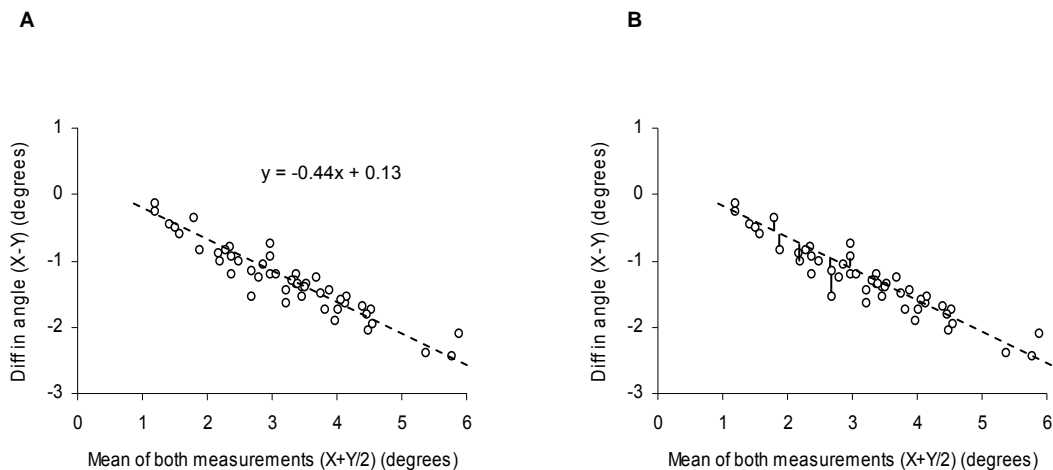 A
B
1
0
-1
-2
-3
Diff in angle (X-Y) (degrees)
y = -0.44x + 0.13
0 1 2 3 4 5 6
Mean of both measurements (X+Y/2) (degrees)
1
0
-1
-2
-3
Diff in angle (X-Y) (degrees)
0 1 2 3 4 5 6
Mean of both measurements (X+Y/2) (degrees)